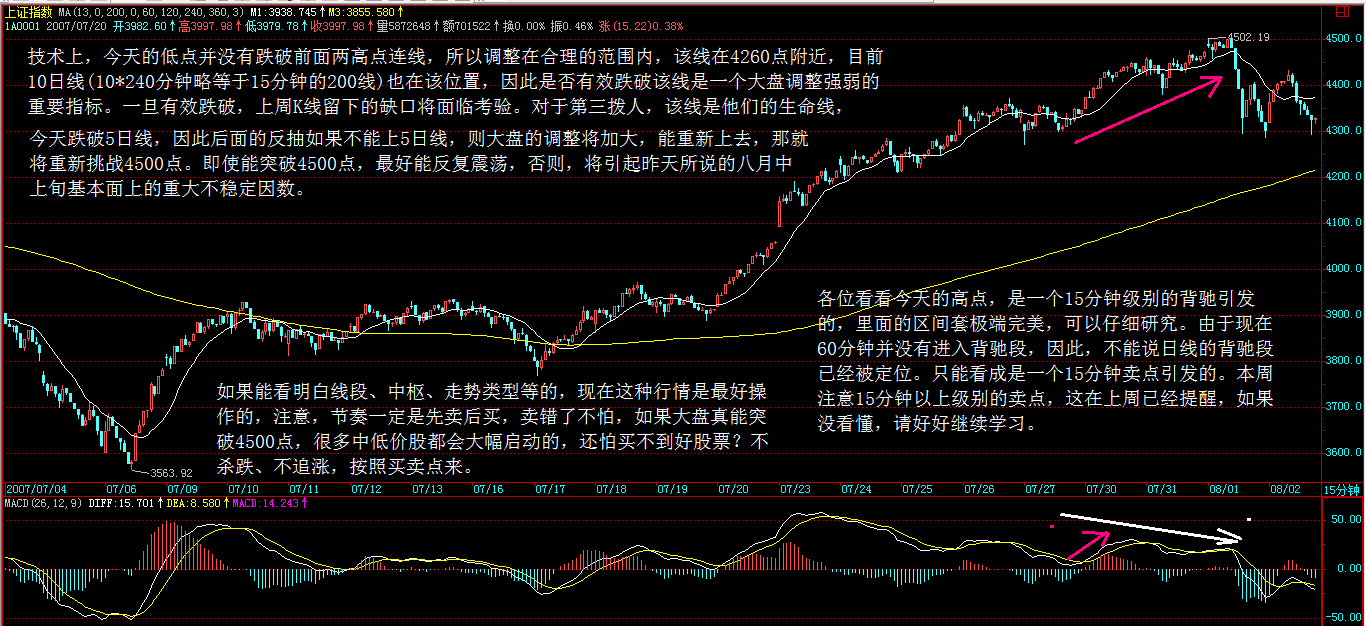 上证指数 MA(13,0,200,0,60,120,240,360,3) M1:3938.745↑M3:3855.580↑
1A0001 2007/07/20 开3982.60↑高3997.98↑低3979.78↑收3997.98↑量5872648↑额701522↑换0.00% 振0.46% 涨(15.22)0.38%
技术上，今天的低点并没有跌破前面两高点连线，所以调整在合理的范围内，该线在4260点附近，目前
10日线(10*240分钟略等于15分钟的200线)也在该位置，因此是否有效跌破该线是一个大盘调整强弱的
重要指标。一旦有效跌破，上周K线留下的缺口将面临考验。对于第三拨人，该线是他们的生命线，
今天跌破5日线，因此后面的反抽如果不能上5日线，则大盘的调整将加大，能重新上去，那就
将重新挑战4500点。即使能突破4500点，最好能反复震荡，否则，将引起昨天所说的八月中
上旬基本面上的重大不稳定因数。
4502.19
4500.0
4400.0
4300.0
4200.0
4100.0
4000.0
3900.0
3800.0
3700.0
3600.0
各位看看今天的高点，是一个15分钟级别的背驰引发
的，里面的区间套极端完美，可以仔细研究。由于现在
60分钟并没有进入背驰段，因此，不能说日线的背驰段
已经被定位。只能看成是一个15分钟卖点引发的。本周
注意15分钟以上级别的卖点，这在上周已经提醒，如果
没看懂，请好好继续学习。
如果能看明白线段、中枢、走势类型等的，现在这种行情是最好操
作的，注意，节奏一定是先卖后买，卖错了不怕，如果大盘真能突
破4500点，很多中低价股都会大幅启动的，还怕买不到好股票？不
杀跌、不追涨，按照买卖点来。
3563.92
2007/07/04 07/06 07/09 07/10 07/11 07/12 07/13 07/16 07/17 07/18 07/19 07/20 07/23 07/24 07/25 07/26 07/27 07/30 07/31 08/01 08/02 15分钟
MACD(26,12,9) DIFF:15.701↑DEA:8.580↑MACD:14.243↑
50.00
0.00
-50.00